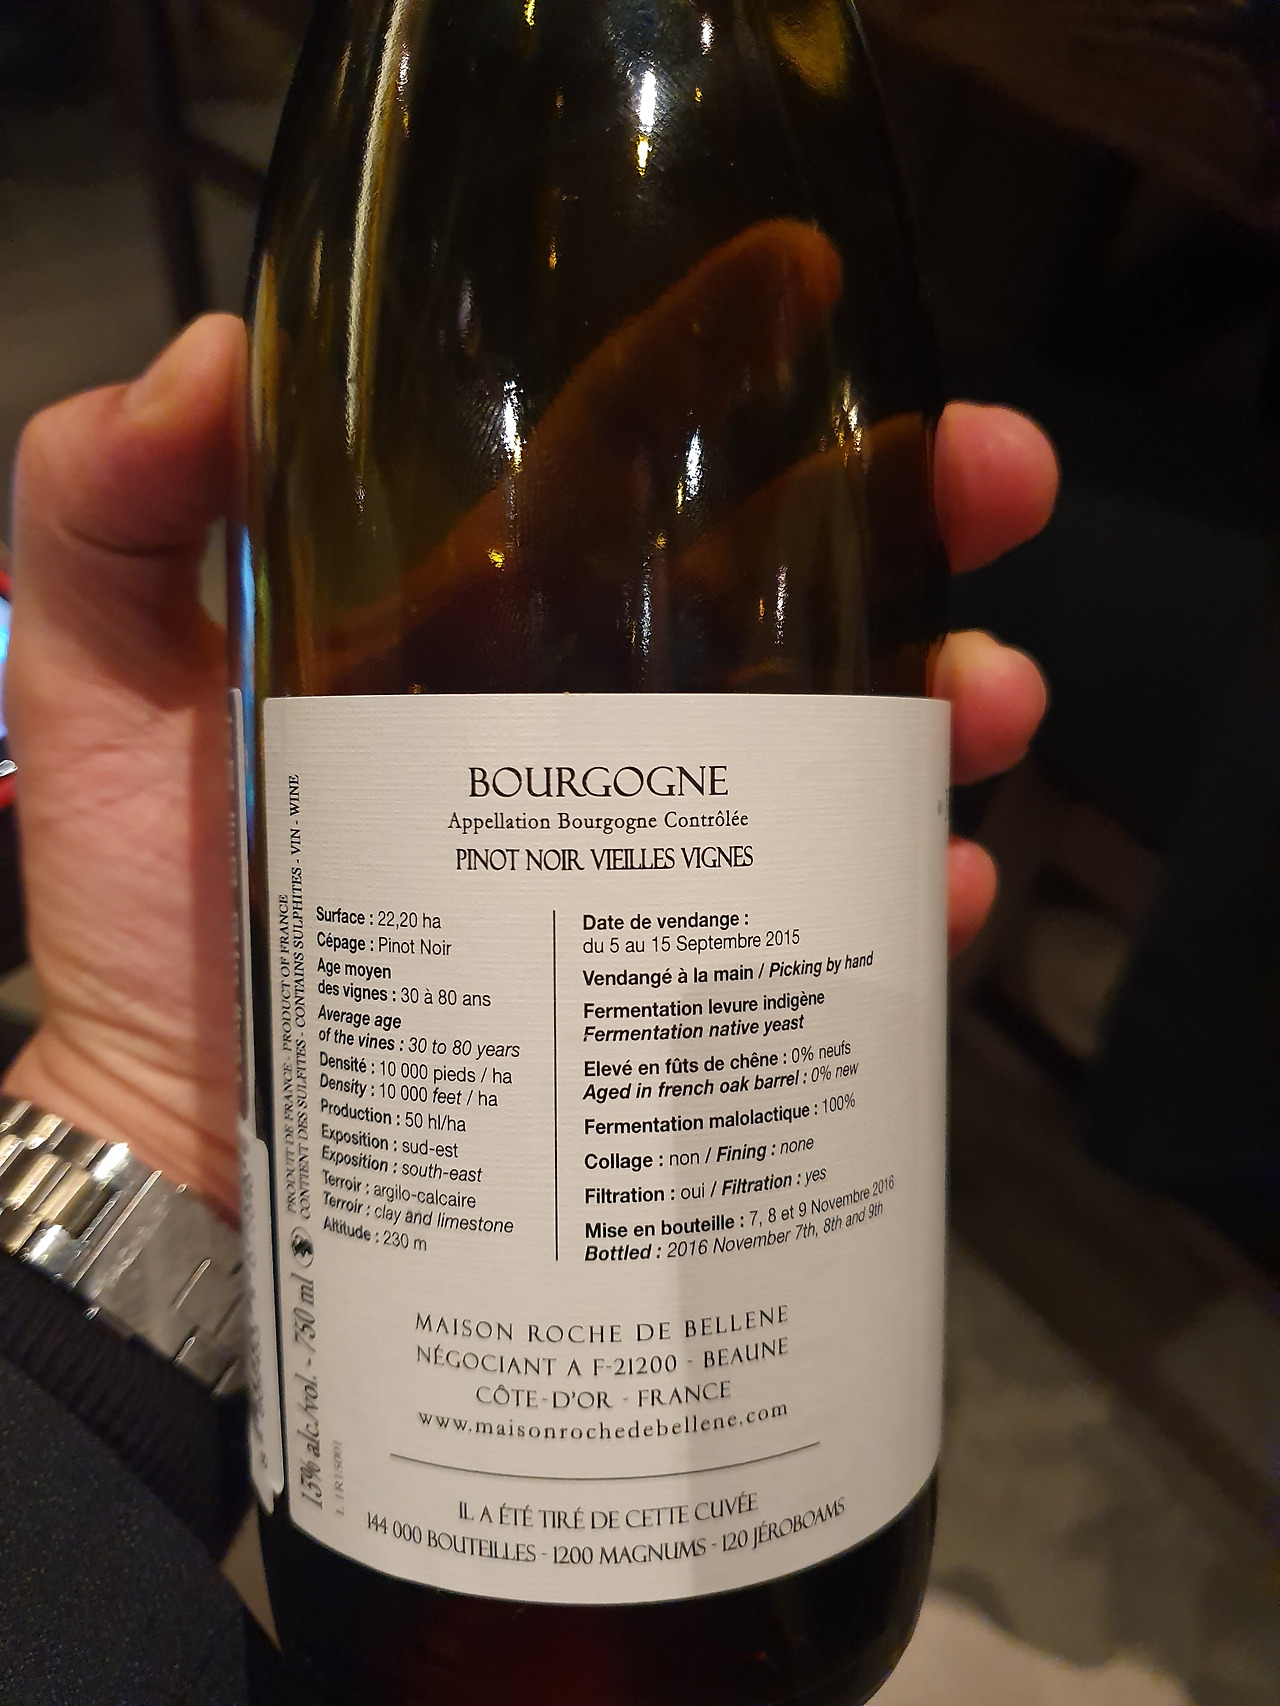 BOURGOGNE
Appellation Bourgogne Contrôlée
PINOT NOIR VIEILLES VIGNES
Surface : 22,20 ha
Cépage : Pinot Noir
Age moyen
des vignes : 30 à 80 ans
Average age
of the vines : 30 to 80 years
Densité : 10 000 pieds / ha
Density : 10 000 feet / ha
Production : 50 hl/ha
Exposition : sud-est
Exposition : south-east
Terroir : argilo-calcaire
Terroir : clay and limestone
Altitude : 230 m
Date de vendange :
du 5 au 15 Septembre 2015
Vendangé à la main / Picking by hand
Fermentation levure indigène
Fermentation native yeast
Elevé en fûts de chêne : 0% neufs
Aged in french oak barrel : 0% new
Fermentation malolactique : 100%
Collage : non / Fining : none
Filtration : oui / Filtration : yes
Mise en bouteille : 7, 8 et 9 Novembre 2016
Bottled : 2016 November 7th, 8th and 9th
MAISON ROCHE DE BELLENE
NÉGOCIANT A F-21200 - BEAUNE
CÔTE-D'OR - FRANCE
www.maisonrochedebellene.com
IL A ÉTÉ TIRÉ DE CETTE CUVÉE
144 000 BOUTEILLES - 1200 MAGNUMS - 120 JÉROBOAMS
PRODUIT DE FRANCE - PRODUCT OF FRANCE
CONTIENT DES SULFITES - CONTAINS SULPHITES - VIN - WINE
13% alc./vol. - 750 ml